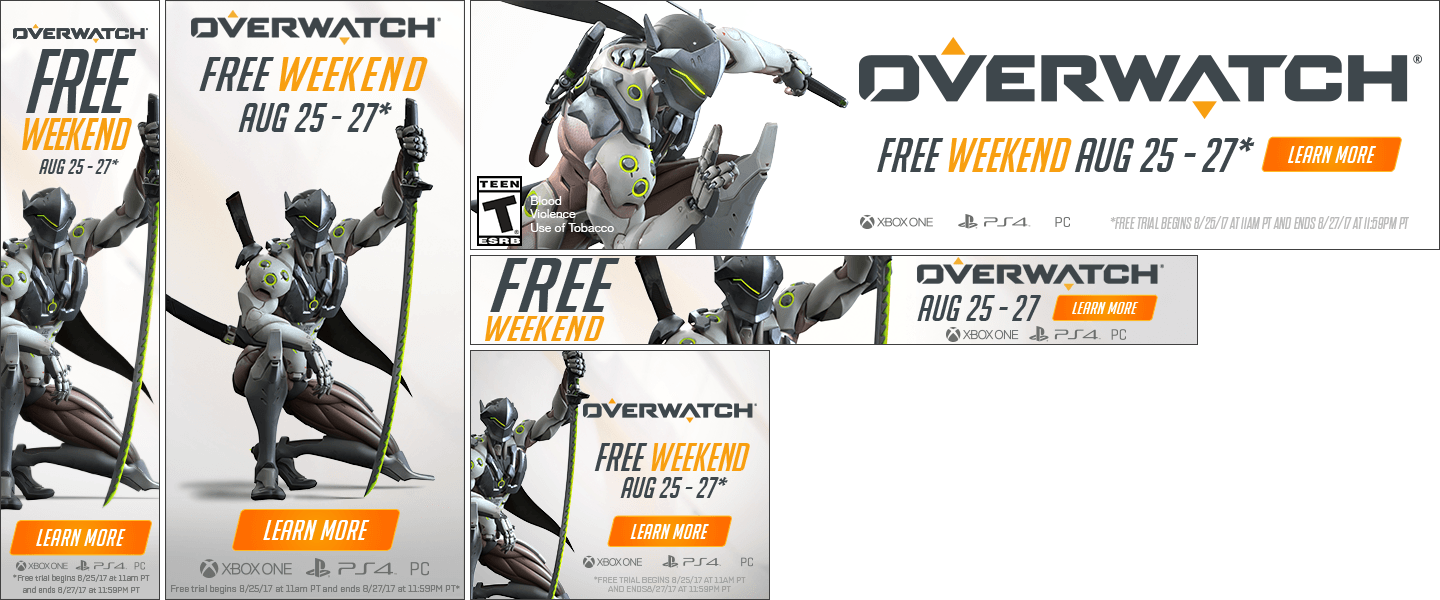 OVERWATCH
FREE
WEEKEND
AUG 25 - 27*
LEARN MORE
XBOX ONE PS4 PC
*Free trial begins 8/25/17 at 11am PT
and ends 8/27/17 at 11:59PM PT
OVERWATCH®
FREE WEEKEND
AUG 25 - 27*
LEARN MORE
XBOX ONE PS4 PC
Free trial begins 8/25/17 at 11am PT and ends 8/27/17 at 11:59PM PT*
OVERWATCH®
FREE WEEKEND AUG 25 - 27* LEARN MORE
TEEN
T
ESRB
Blood
Violence
Use of Tobacco
XBOX ONE PS4 PC *FREE TRIAL BEGINS 8/25/17 AT 11AM PT AND ENDS 8/27/17 AT 11:59PM PT
FREE
WEEKEND
OVERWATCH®
AUG 25 - 27 LEARN MORE
XBOX ONE PS4 PC
OVERWATCH®
FREE WEEKEND
AUG 25 - 27*
LEARN MORE
XBOX ONE PS4 PC
*FREE TRIAL BEGINS 8/25/17 AT 11AM PT
AND ENDS8/27/17 AT 11:59PM PT